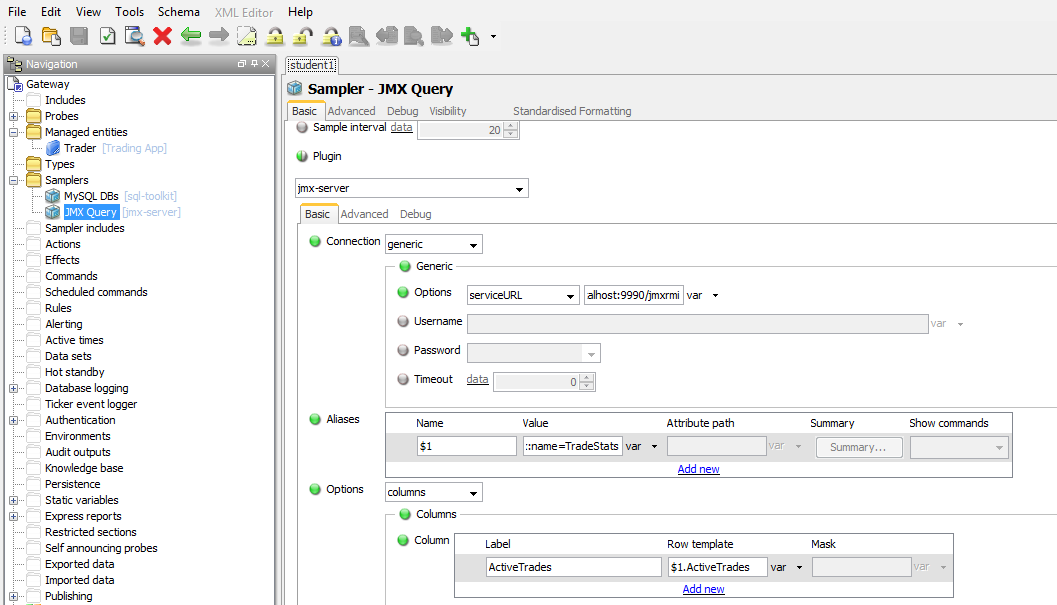 File Edit View Tools Schema XML Editor Help
Navigation
Gateway
Includes
Probes
Managed entities
Trader [Trading App]
Types
Samplers
MySQL DBs [sql-toolkit]
JMX Query [jmx-server]
Sampler includes
Actions
Effects
Commands
Scheduled commands
Rules
Alerting
Active times
Data sets
Hot standby
Database logging
Ticker event logger
Authentication
Environments
Audit outputs
Knowledge base
Persistence
Static variables
Express reports
Restricted sections
Self announcing probes
Exported data
Imported data
Publishing
student1
Sampler - JMX Query
Basic Advanced Debug Visibility Standardised Formatting
Sample interval data 20
Plugin
jmx-server
Basic Advanced Debug
Connection generic
Generic
Options serviceURL alhost:9990/jmxrmi var
Username var
Password
Timeout data 0
Aliases Name Value Attribute path Summary Show commands
$1 ::name=TradeStats var var Summary...
Add new
Options columns
Columns
Column Label Row template Mask
ActiveTrades $1.ActiveTrades var var
Add new